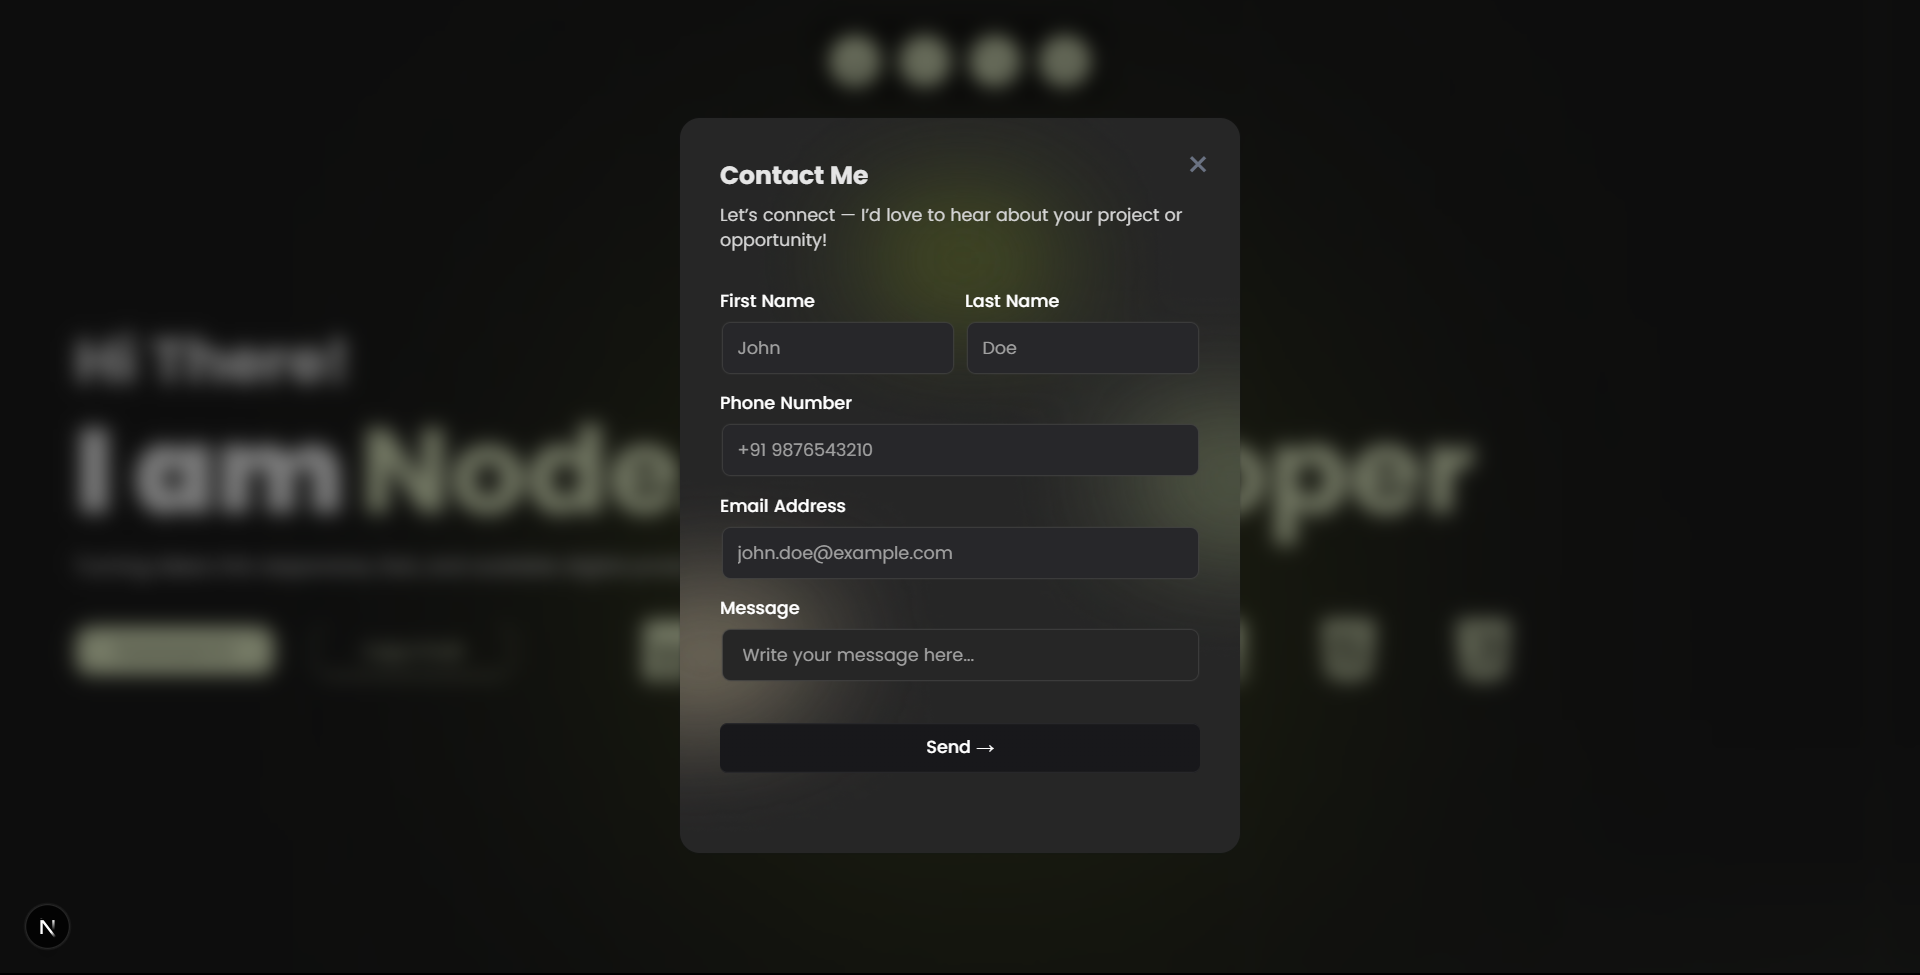 Contact Me
Let’s connect — I’d love to hear about your project or
opportunity!
First Name
Last Name
John
Doe
Phone Number
+91 9876543210
Email Address
john.doe@example.com
Message
Write your message here...
Send →
Hi There!
I am Node
oper
N